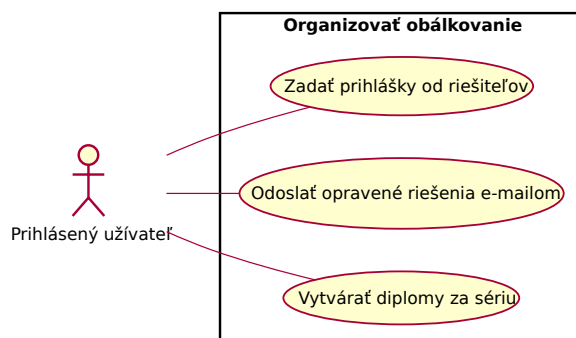 Organizovať obálkovanie
Zadať prihlášky od riešiteľov
Odoslať opravené riešenia e-mailom
Prihlásený užívateľ
Vytvárať diplomy za sériu